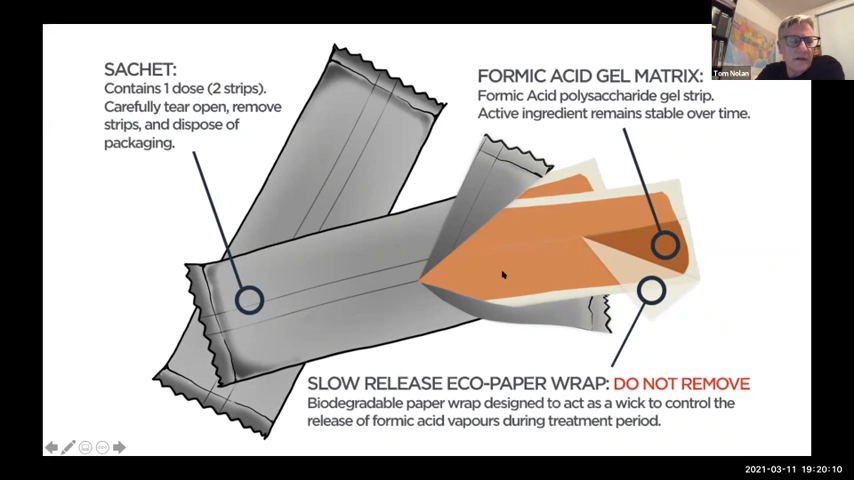 SACHET:
Contains 1 dose (2 strips).
Carefully tear open, remove
strips, and dispose of
packaging.
FORMIC ACID GEL MATRIX:
Formic Acid polysaccharide gel strip.
Active ingredient remains stable over time.
Tom Nolan
SLOW RELEASE ECO-PAPER WRAP: DO NOT REMOVE
Biodegradable paper wrap designed to act as a wick to control the
release of formic acid vapours during treatment period.
2021-03-11 19:20:10